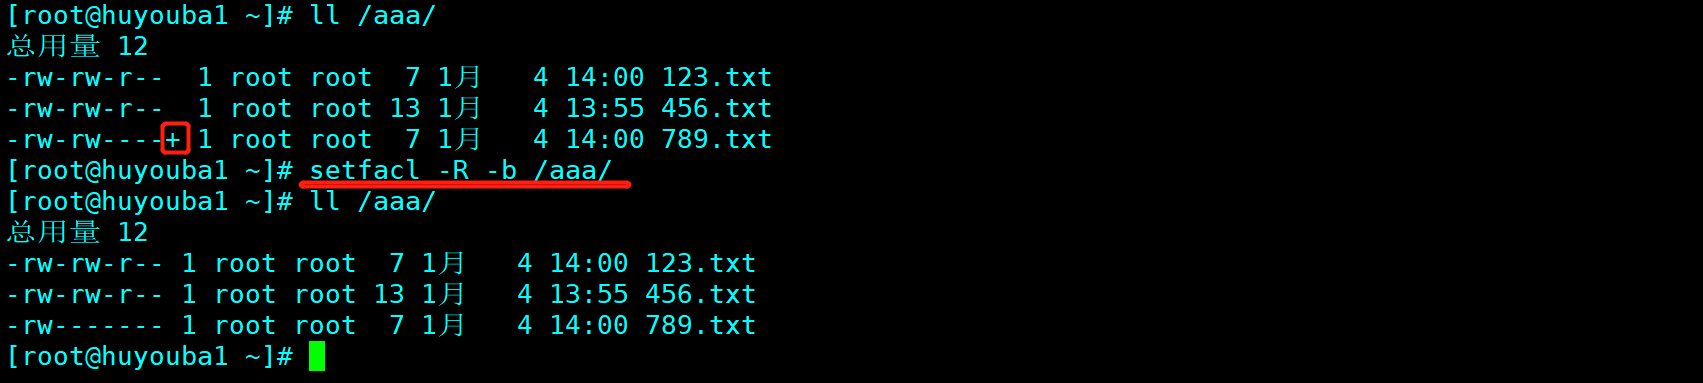 [root@huyouba1 ~]# ll /aaa/
总用量 12
-rw-rw-r--  1 root root  7 1月   4 14:00 123.txt
-rw-rw-r--  1 root root 13 1月   4 13:55 456.txt
-rw-rw----+ 1 root root  7 1月   4 14:00 789.txt
[root@huyouba1 ~]# setfacl -R -b /aaa/
[root@huyouba1 ~]# ll /aaa/
总用量 12
-rw-rw-r-- 1 root root  7 1月   4 14:00 123.txt
-rw-rw-r-- 1 root root 13 1月   4 13:55 456.txt
-rw------- 1 root root  7 1月   4 14:00 789.txt
[root@huyouba1 ~]#